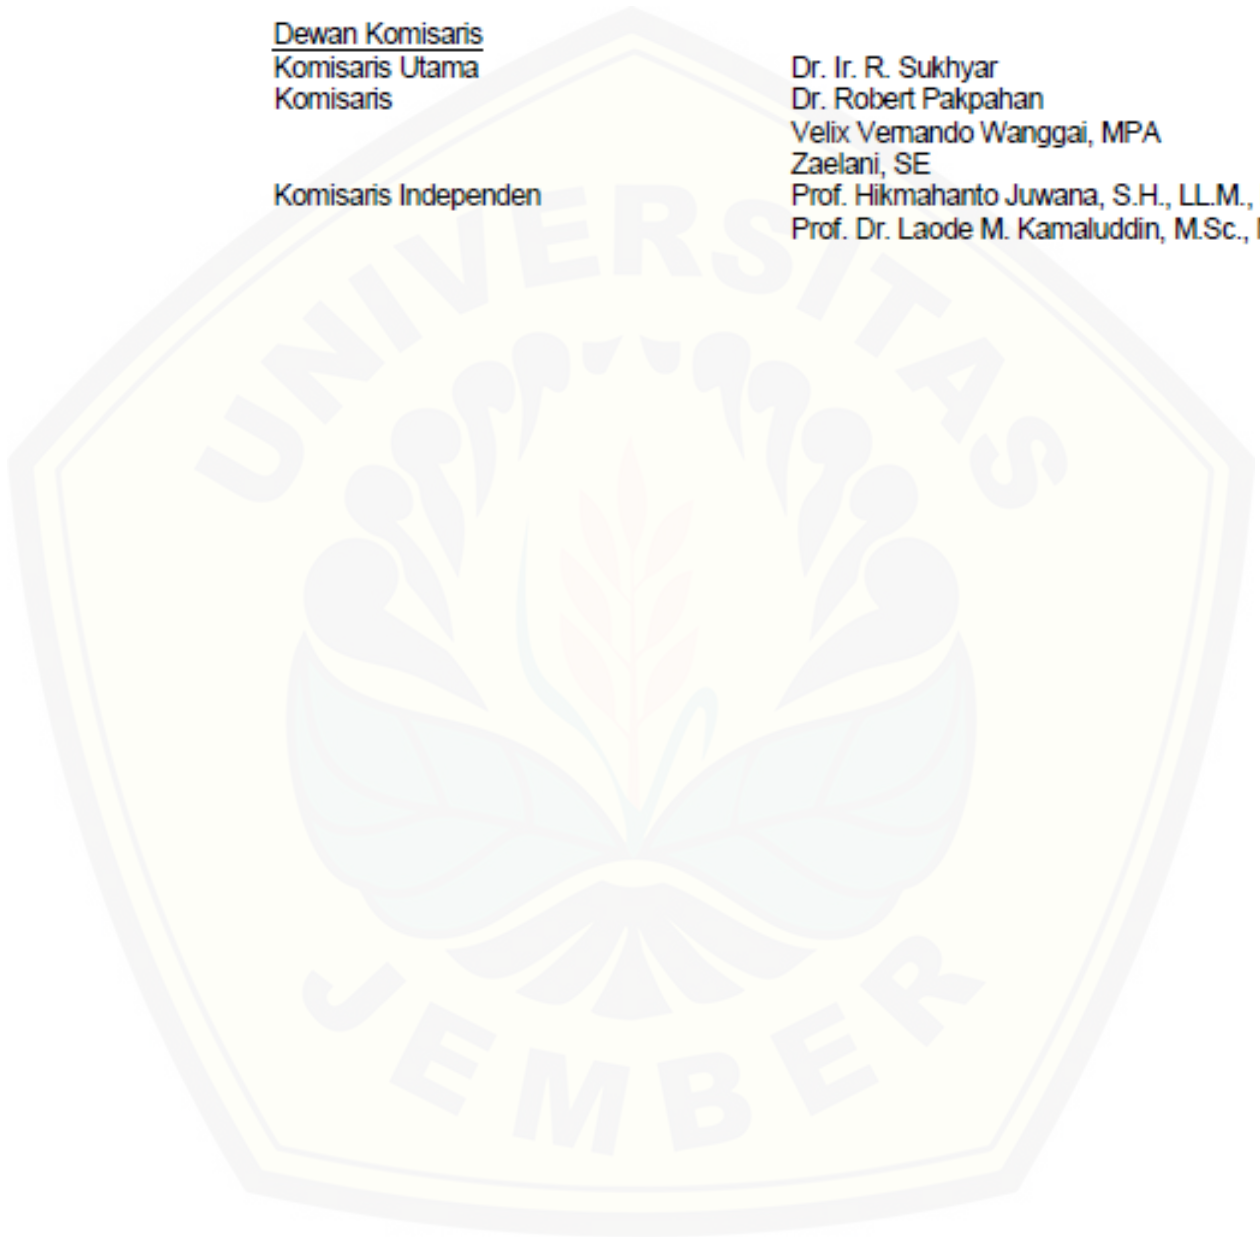 Dewan Komisaris
Komisaris Utama Dr. Ir. R. Sukhyar
Komisaris Dr. Robert Pakpahan
Velix Vernando Wanggai, MPA
Zaelani, SE
Komisaris Independen Prof. Hikmahanto Juwana, S.H., LL.M.,
Prof. Dr. Laode M. Kamaluddin, M.Sc.,
UNIVERSITAS
JEMBER